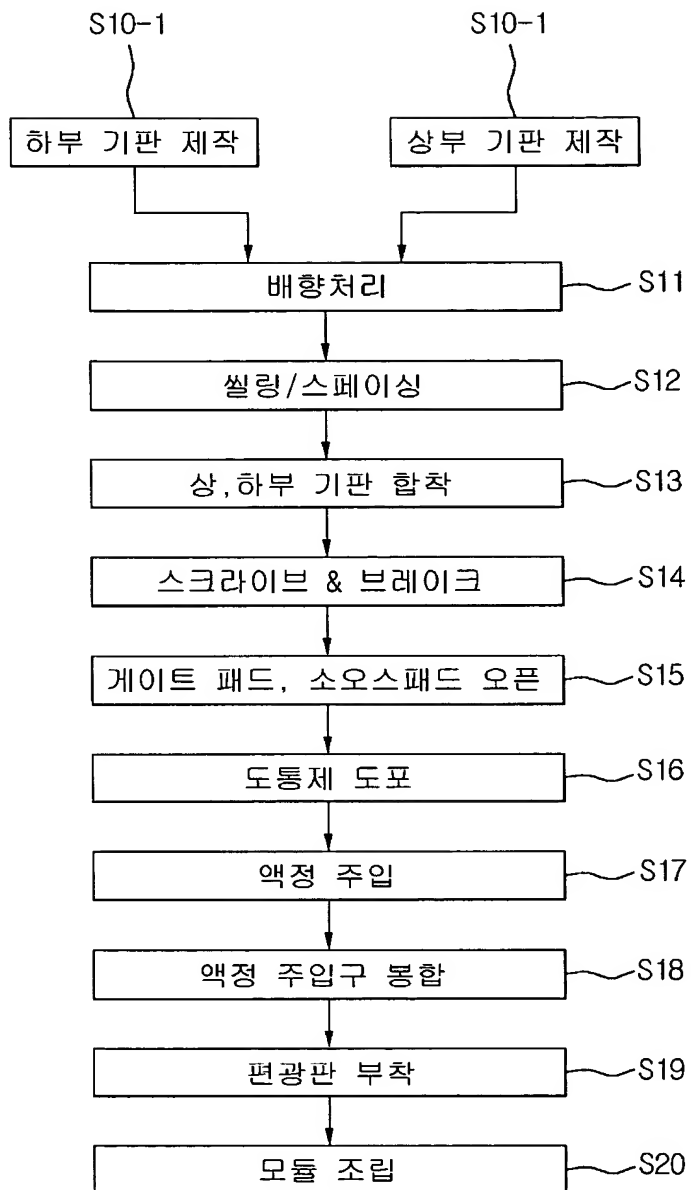 S10-1
S10-1
하부 기판 제작
상부 기판 제작
배향처리
S11
씰링/스페이싱
S12
상,하부 기판 합착
S13
스크라이브 & 브레이크
S14
게이트 패드, 소오스패드 오픈
S15
도통제 도포
S16
액정 주입
S17
액정 주입구 봉합
S18
편광판 부착
S19
모듈 조립
S20